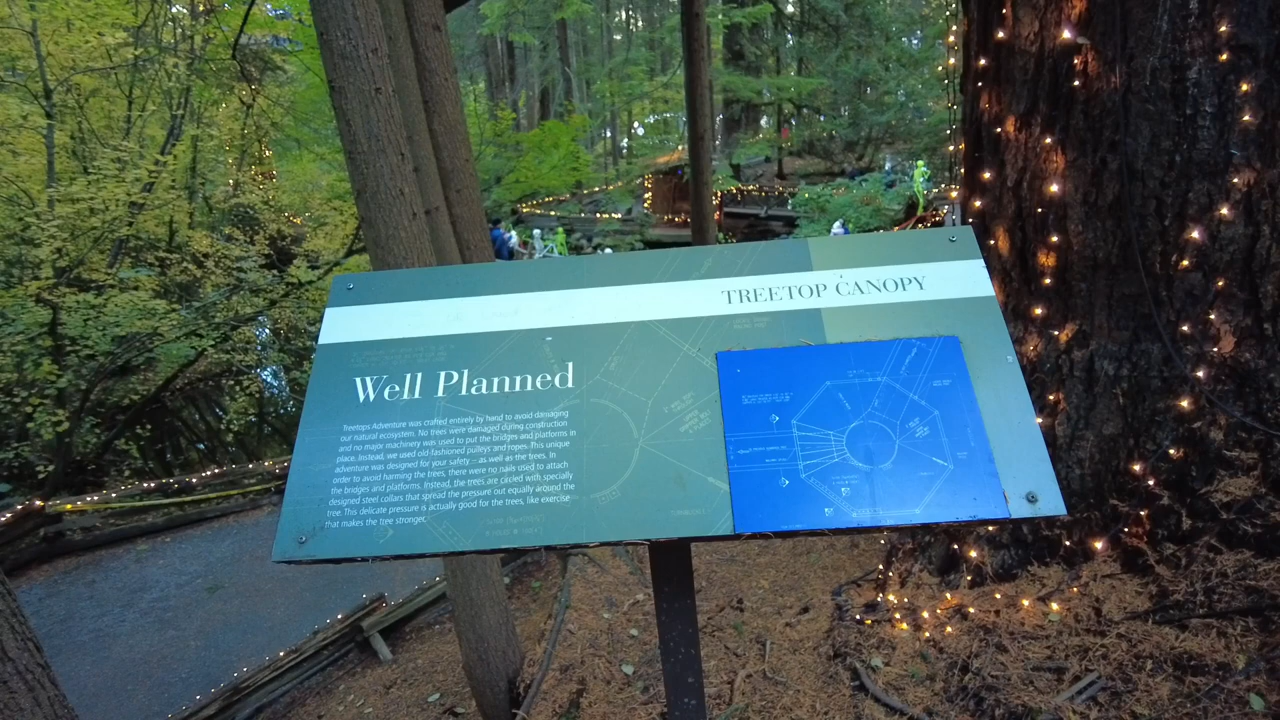 TREETOP CANOPY
Well Planned
Treetops Adventure was crafted entirely by hand to avoid damaging
our natural ecosystem. No trees were damaged during construction
and no major machinery was used to put the bridges and platforms in
place. Instead, we used old-fashioned pulleys and ropes. This unique
adventure was designed for your safety – as well as the trees. In
order to avoid harming the trees, there were no nails used to attach
the bridges and platforms. Instead, the trees are circled with specially
designed steel collars that spread the pressure out equally around the
tree. This delicate pressure is actually good for the trees, like exercise
that makes the tree stronger.